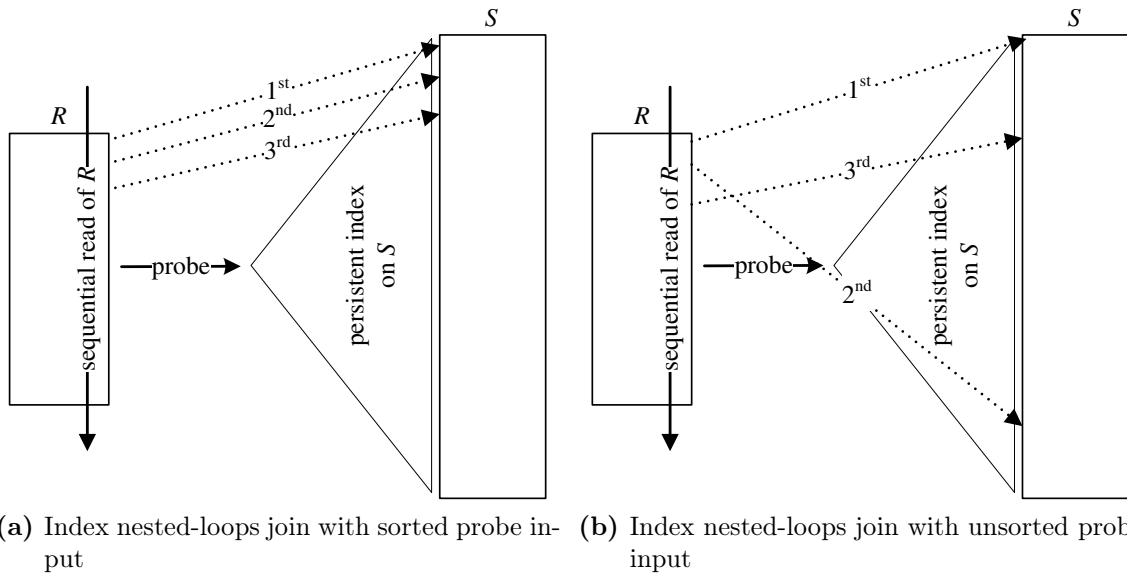 S
R
1st
2nd
3rd
sequential read of R
probe
persistent index
on S
S
R
1st
3rd
2nd
sequential read of R
probe
persistent index
on S
(a) Index nested-loops join with sorted probe in-
put
(b) Index nested-loops join with unsorted prob
input